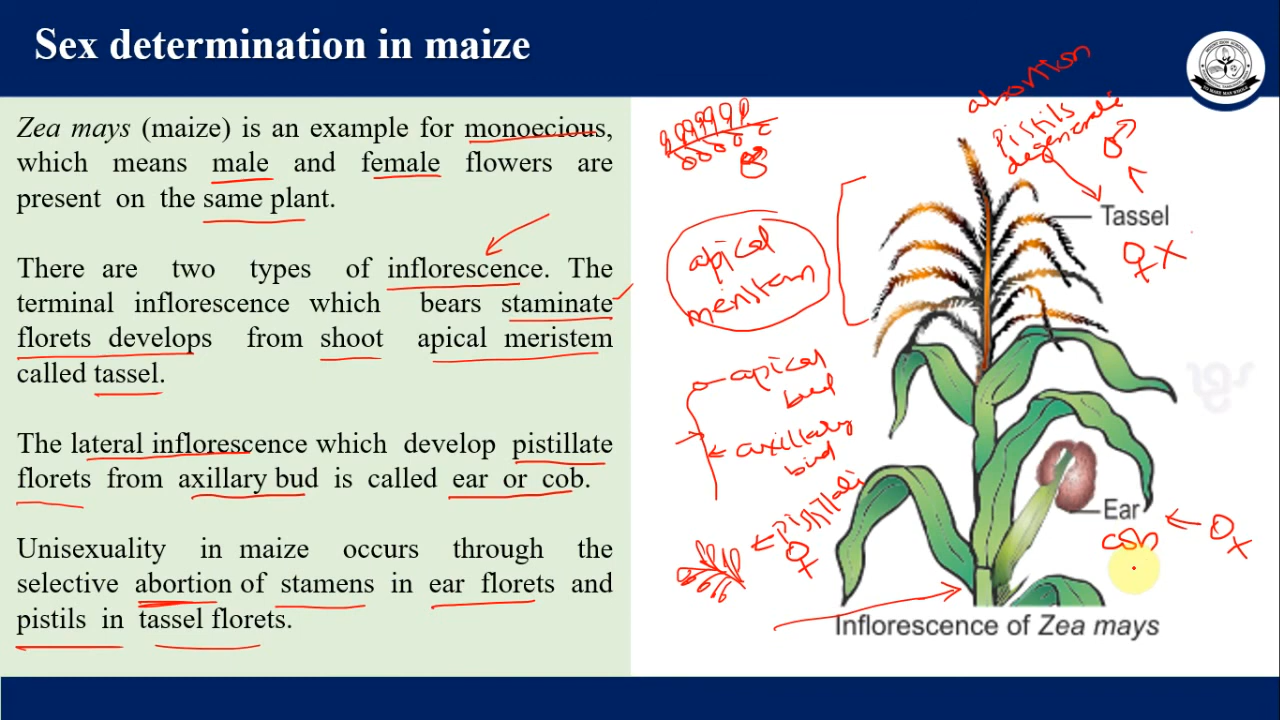 Sex determination in maize
Zea mays (maize) is an example for monoecious,
which means male and female flowers are
present on the same plant.
There are two types of inflorescence. The
terminal inflorescence which bears staminate
florets develops from shoot apical meristem
called tassel.
The lateral inflorescence which develop pistillate
florets from axillary bud is called ear or cob.
Unisexuality in maize occurs through the
selective abortion of stamens in ear florets and
pistils in tassel florets.
abortion
pistils
degenerate
♂
Tassel
♀ X
apical
meristem
apical
bud
axillary
bud
pistillate
♀
Ear
cob
Inflorescence of Zea mays